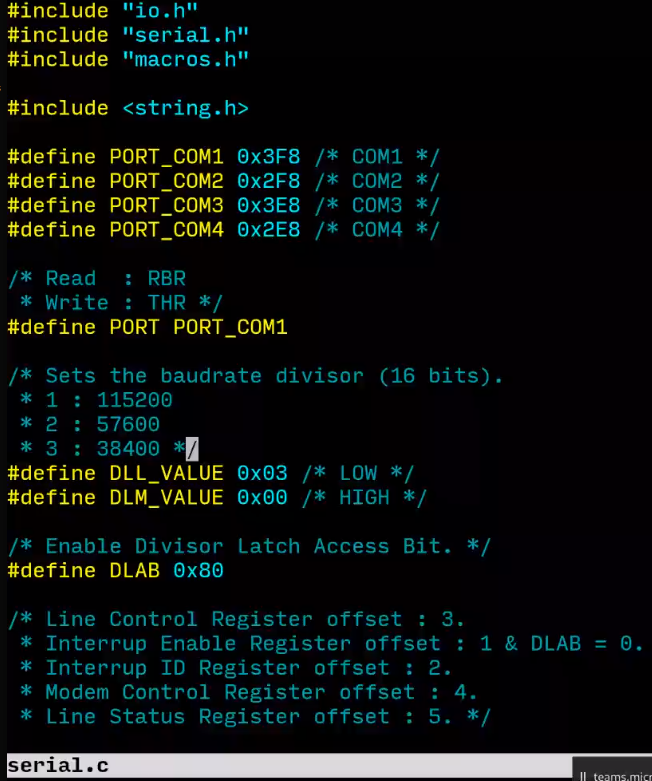 #include "io.h"
#include "serial.h"
#include "macros.h"
#include <string.h>
#define PORT_COM1 0x3F8 /* COM1 */
#define PORT_COM2 0x2F8 /* COM2 */
#define PORT_COM3 0x3E8 /* COM3 */
#define PORT_COM4 0x2E8 /* COM4 */
/* Read  : RBR
 * Write : THR */
#define PORT PORT_COM1
/* Sets the baudrate divisor (16 bits).
 * 1 : 115200
 * 2 : 57600
 * 3 : 38400 */
#define DLL_VALUE 0x03 /* LOW */
#define DLM_VALUE 0x00 /* HIGH */
/* Enable Divisor Latch Access Bit. */
#define DLAB 0x80
/* Line Control Register offset : 3.
 * Interrup Enable Register offset : 1 & DLAB = 0.
 * Interrup ID Register offset : 2.
 * Modem Control Register offset : 4.
 * Line Status Register offset : 5. */
serial.c
|| teams.micr